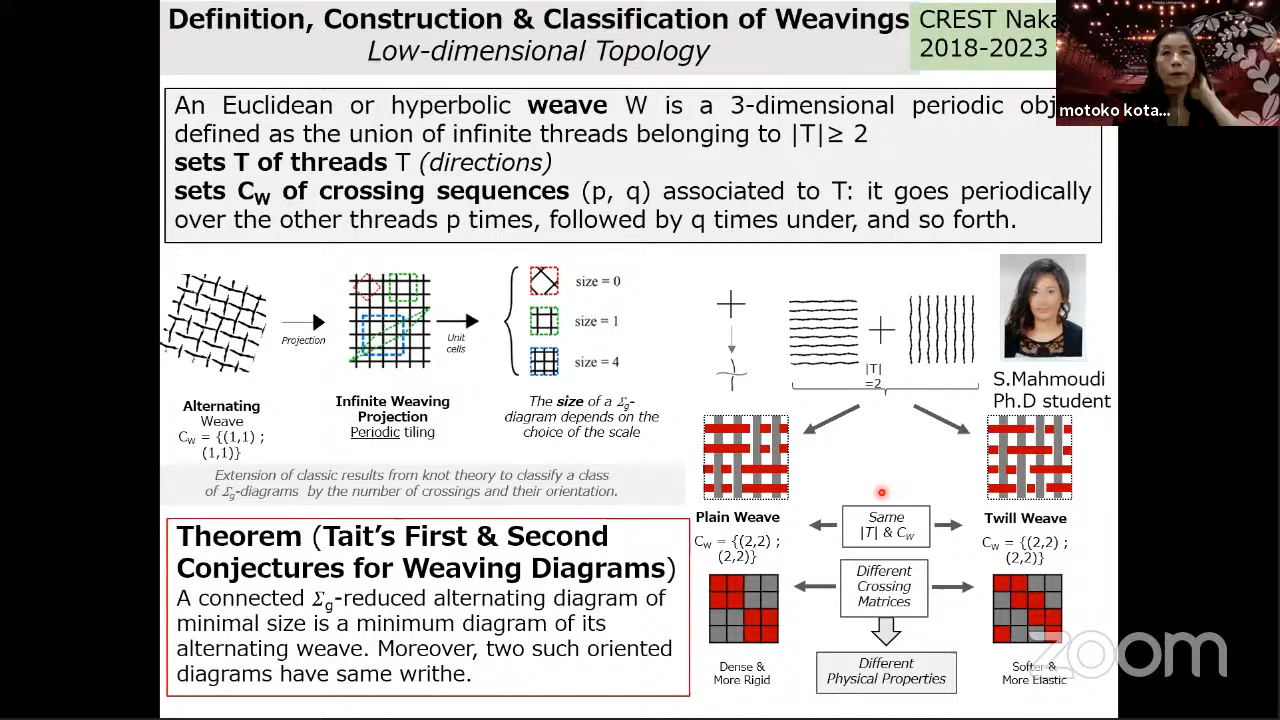 Definition, Construction & Classification of Weavings
Low-dimensional Topology
CREST Naka
2018-2023
motoko kota...
An Euclidean or hyperbolic weave W is a 3-dimensional periodic obj
defined as the union of infinite threads belonging to |T|≥ 2
sets T of threads T (directions)
sets CW of crossing sequences (p, q) associated to T: it goes periodically
over the other threads p times, followed by q times under, and so forth.
Projection
Unit
cells
size = 0
size = 1
size = 4
Alternating
Weave
CW = {(1,1) ;
(1,1)}
Infinite Weaving
Projection
Periodic tiling
The size of a Σg-
diagram depends on the
choice of the scale
Extension of classic results from knot theory to classify a class
of Σg-diagrams by the number of crossings and their orientation.
Theorem (Tait's First & Second
Conjectures for Weaving Diagrams)
A connected Σg-reduced alternating diagram of
minimal size is a minimum diagram of its
alternating weave. Moreover, two such oriented
diagrams have same writhe.
|T|
=2
S.Mahmoudi
Ph.D student
Plain Weave
CW = {(2,2) ;
(2,2)}
Same
|T| & CW
Twill Weave
CW = {(2,2) ;
(2,2)}
Different
Crossing
Matrices
Dense &
More Rigid
Different
Physical Properties
Softer &
More Elastic
zoom